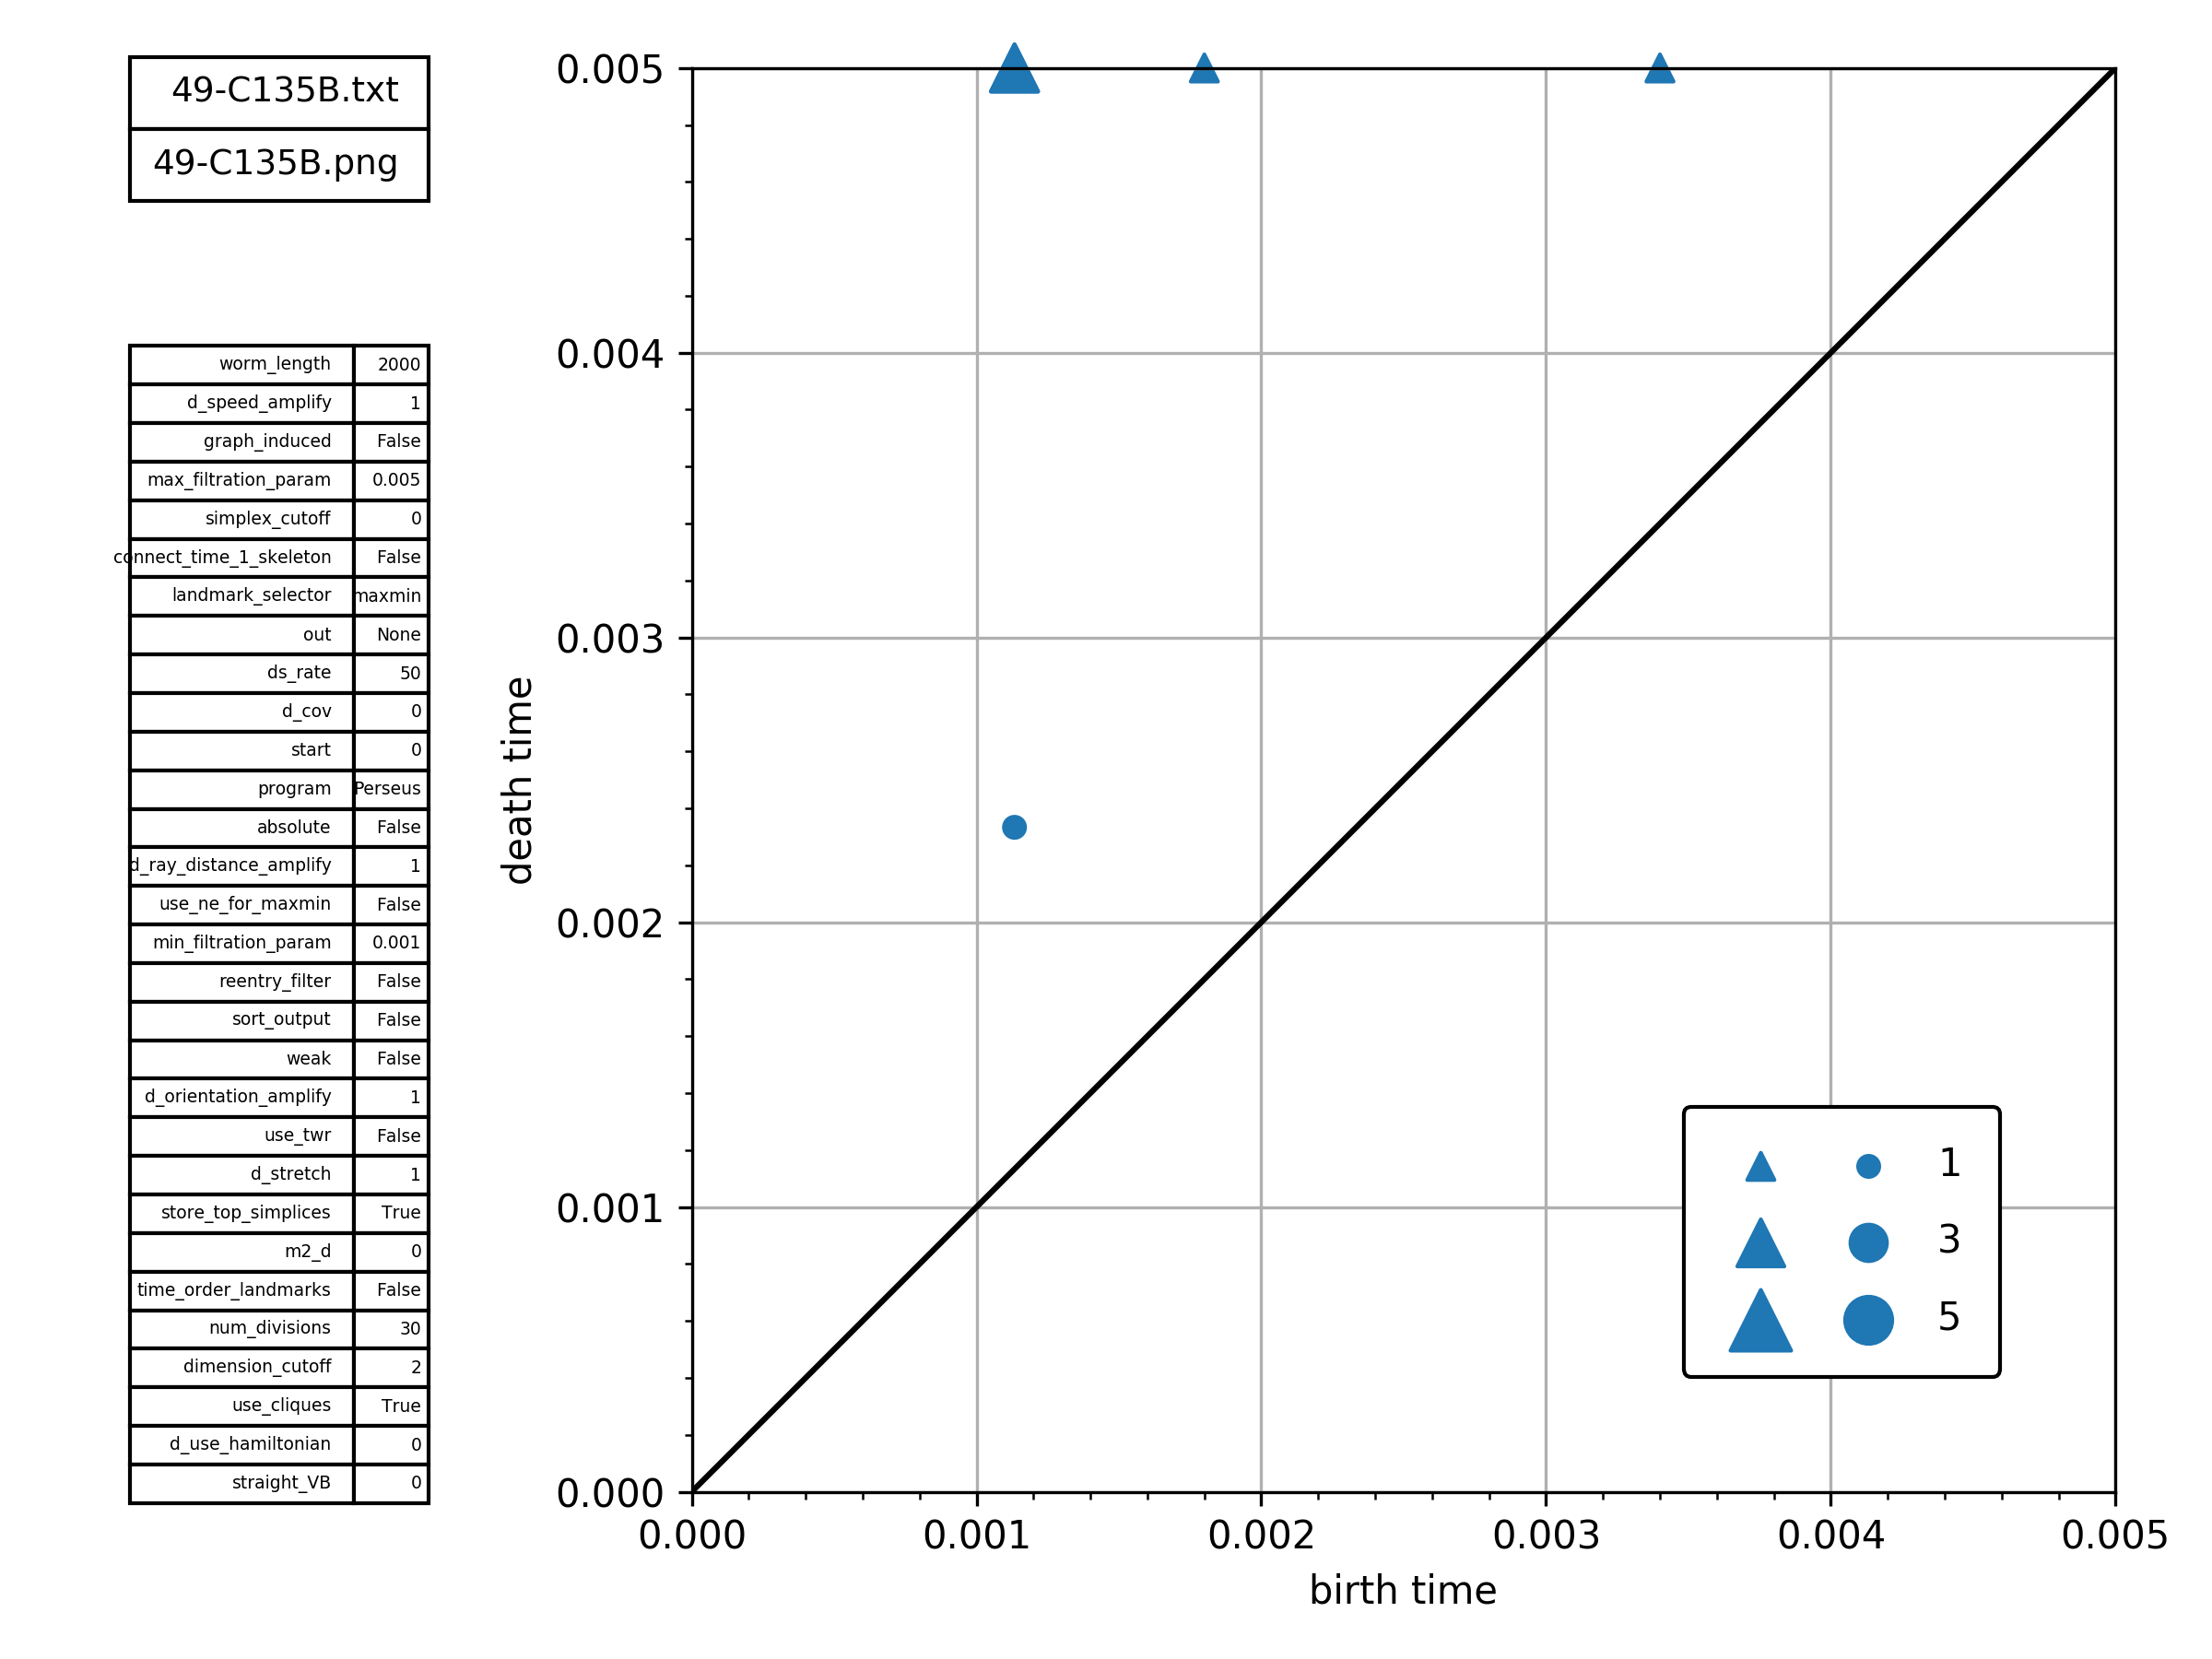 49-C135B.txt
49-C135B.png
worm_length 2000
d_speed_amplify 1
graph_induced False
max_filtration_param 0.005
simplex_cutoff 0
connect_time_1_skeleton False
landmark_selector maxmin
out None
ds_rate 50
d_cov 0
start 0
program Perseus
absolute False
d_ray_distance_amplify 1
use_ne_for_maxmin False
min_filtration_param 0.001
reentry_filter False
sort_output False
weak False
d_orientation_amplify 1
use_twr False
d_stretch 1
store_top_simplices True
m2_d 0
time_order_landmarks False
num_divisions 30
dimension_cutoff 2
use_cliques True
d_use_hamiltonian 0
straight_VB 0
death time
0.005
0.004
0.003
0.002
0.001
0.000
0.000 0.001 0.002 0.003 0.004 0.005
birth time
1
3
5